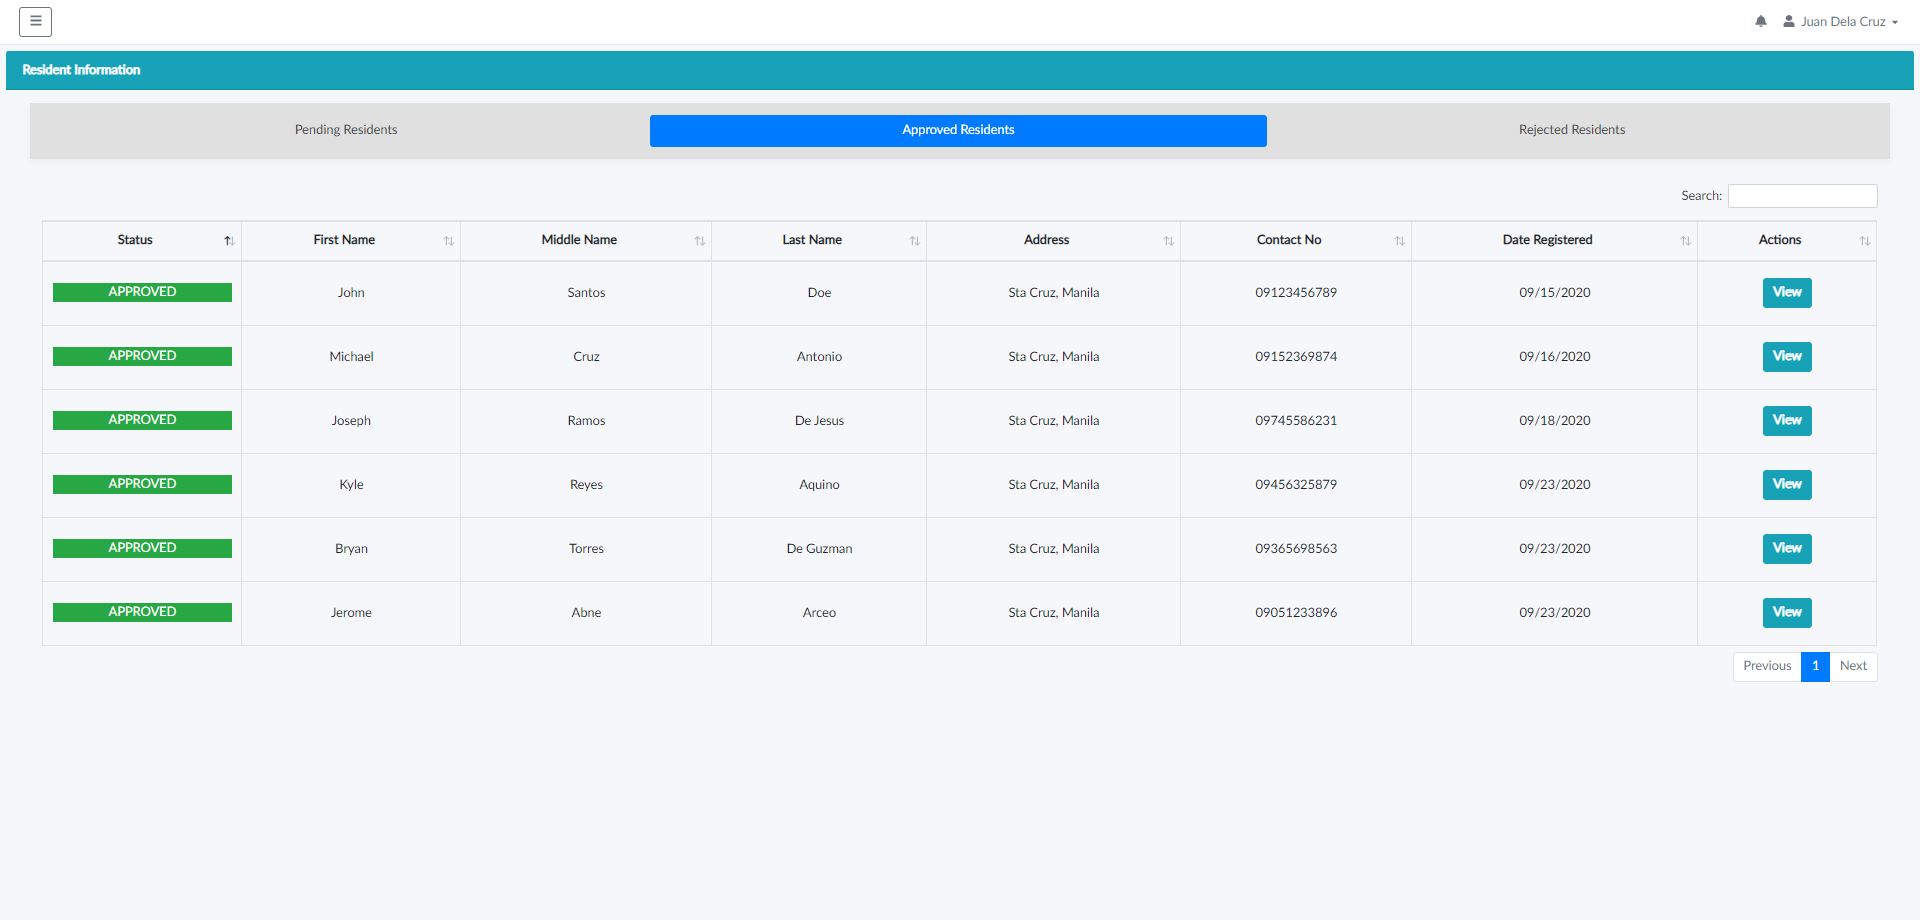 Juan Dela Cruz
Resident Information
Pending Residents Approved Residents Rejected Residents
Search:
Status First Name Middle Name Last Name Address Contact No Date Registered Actions
APPROVED John Santos Doe Sta Cruz, Manila 09123456789 09/15/2020 View
APPROVED Michael Cruz Antonio Sta Cruz, Manila 09152369874 09/16/2020 View
APPROVED Joseph Ramos De Jesus Sta Cruz, Manila 09745586231 09/18/2020 View
APPROVED Kyle Reyes Aquino Sta Cruz, Manila 09456325879 09/23/2020 View
APPROVED Bryan Torres De Guzman Sta Cruz, Manila 09365698563 09/23/2020 View
APPROVED Jerome Abne Arceo Sta Cruz, Manila 09051233896 09/23/2020 View
Previous 1 Next